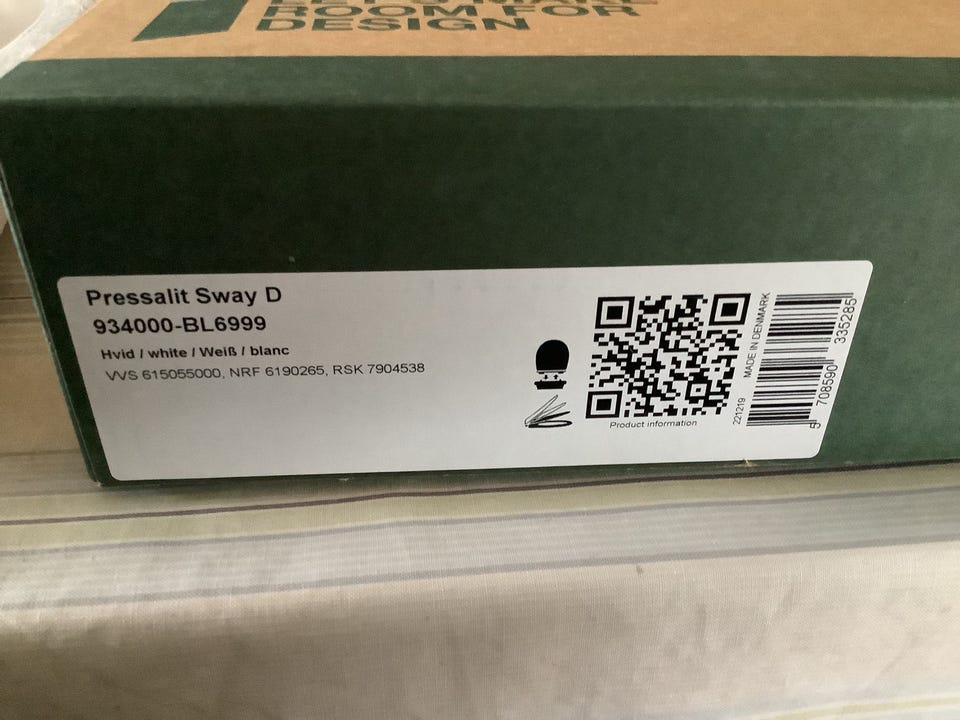 ROOM FOR
DESIGN
Pressalit Sway D
934000-BL6999
Hvid / white / Weiß / blanc
VVS 615055000, NRF 6190265, RSK 7904538
Product information
221219
MADE IN DENMARK
5 708590 335285